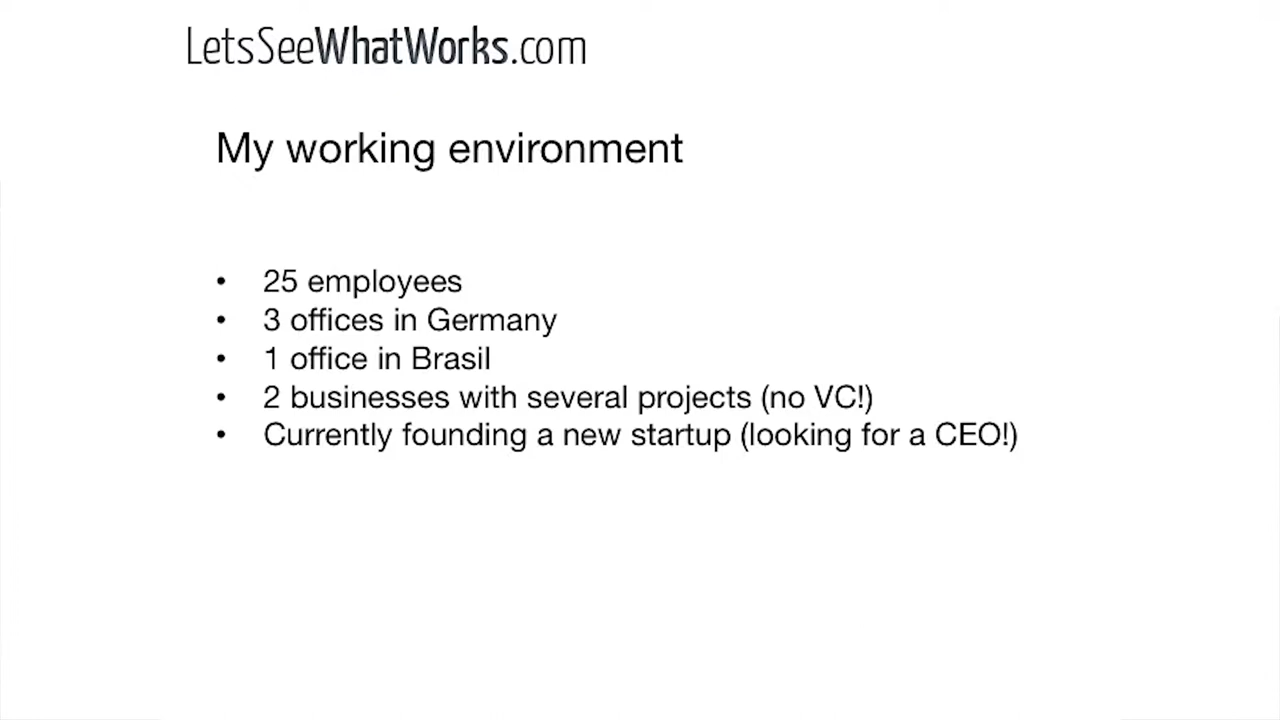 LetsSeeWhatWorks.com
My working environment
• 25 employees
• 3 offices in Germany
• 1 office in Brasil
• 2 businesses with several projects (no VC!)
• Currently founding a new startup (looking for a CEO!)